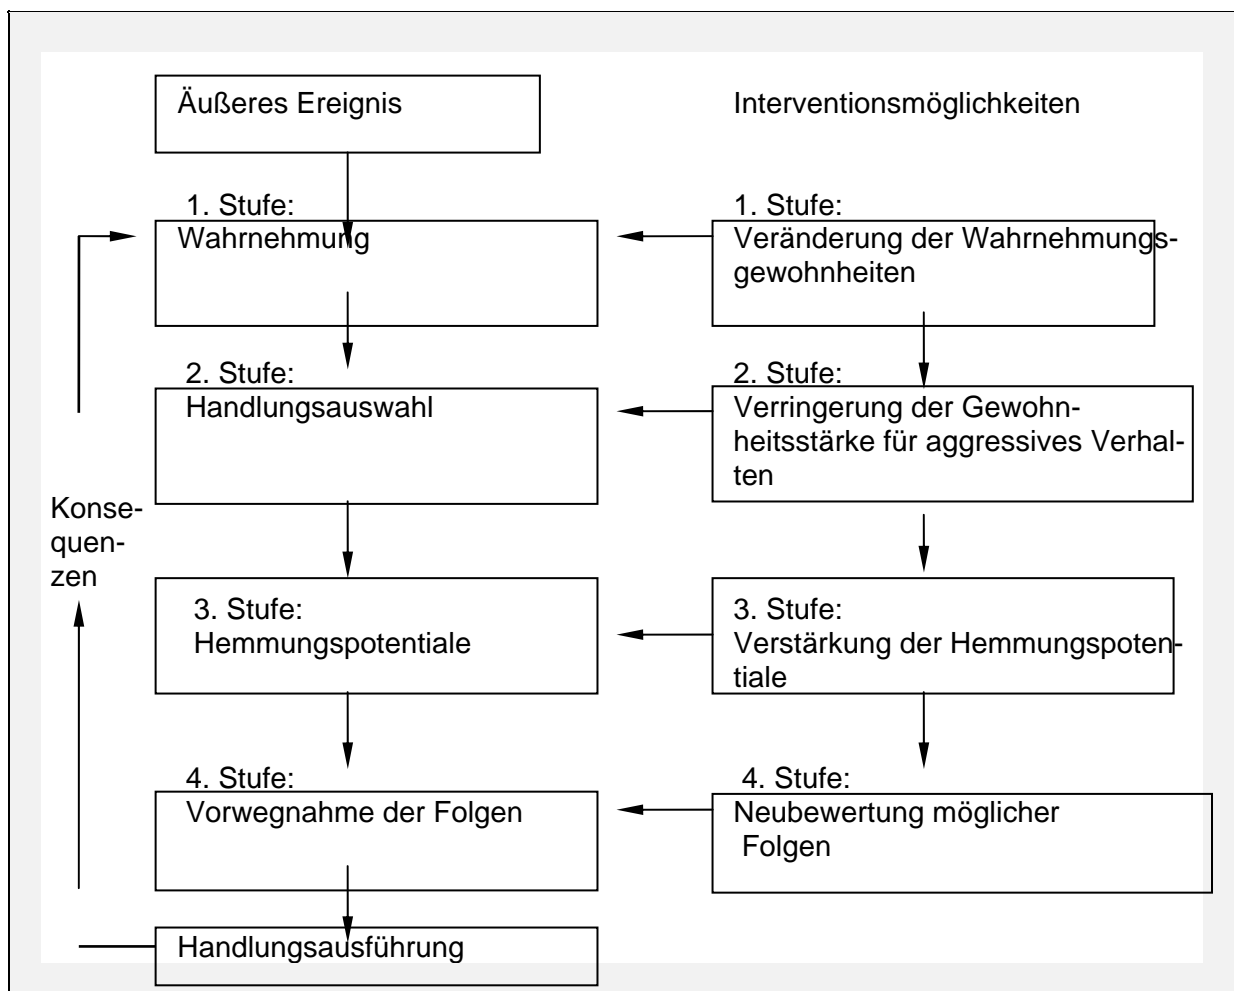 Äußeres Ereignis
Interventionsmöglichkeiten
1. Stufe:
Wahrnehmung
1. Stufe:
Veränderung der Wahrnehmungs-
gewohnheiten
2. Stufe:
Handlungsauswahl
2. Stufe:
Verringerung der Gewohn-
heitsstärke für aggressives Verhal-
ten
Konse-
quen-
zen
3. Stufe:
Hemmungspotentiale
3. Stufe:
Verstärkung der Hemmungspoten-
tiale
4. Stufe:
Vorwegnahme der Folgen
4. Stufe:
Neubewertung möglicher
Folgen
Handlungsausführung